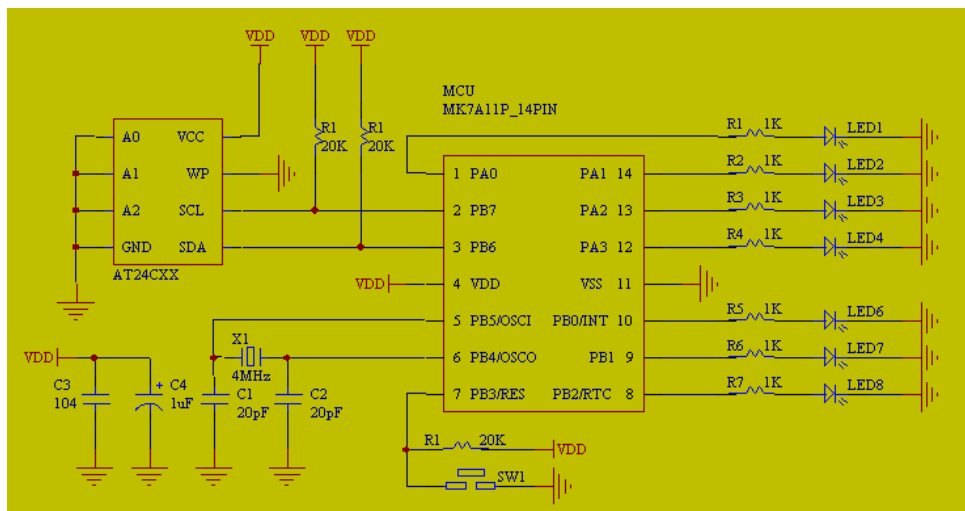 VDD VDD VDD
MCU
MK7A11P_14PIN
A0 VCC
A1 WP
A2 SCL
GND SDA
AT24CXX
R1 20K
R1 20K
1 PA0 PA1 14
2 PB7 PA2 13
3 PB6 PA3 12
4 VDD VSS 11
5 PB5/OSCI PB0/INT 10
6 PB4/OSCO PB1 9
7 PB3/RES PB2/RTC 8
R1 1K LED1
R2 1K LED2
R3 1K LED3
R4 1K LED4
R5 1K LED6
R6 1K LED7
R7 1K LED8
VDD
X1
4MHz
VDD
C3 104
+ C4 1uF
C1 20pF
C2 20pF
R1 20K VDD
SW1